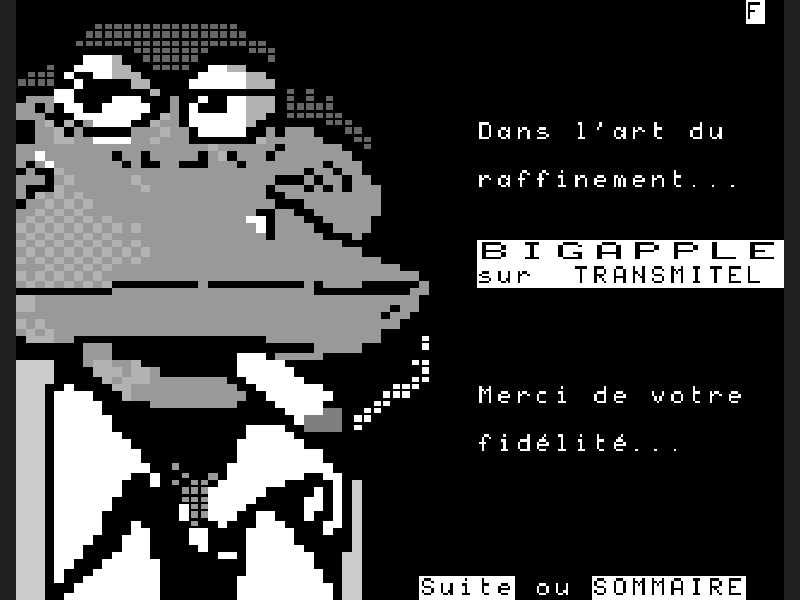 F
Dans l'art du
raffinement...
BIGAPPLE
sur TRANSMITEL
Merci de votre
fidélité...
Suite ou SOMMAIRE